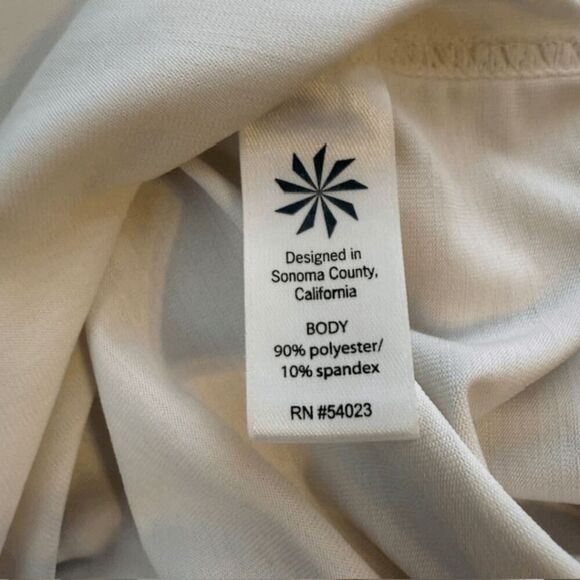 Designed in
Sonoma County,
California
BODY
90% polyester/
10% spandex
RN #54023